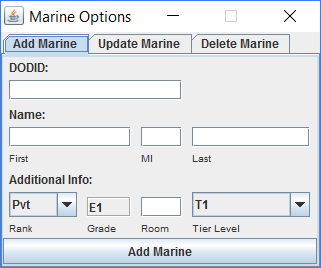 Marine Options
Add Marine Update Marine Delete Marine
DODID:
Name:
First MI Last
Additional Info:
Pvt E1 T1
Rank Grade Room Tier Level
Add Marine